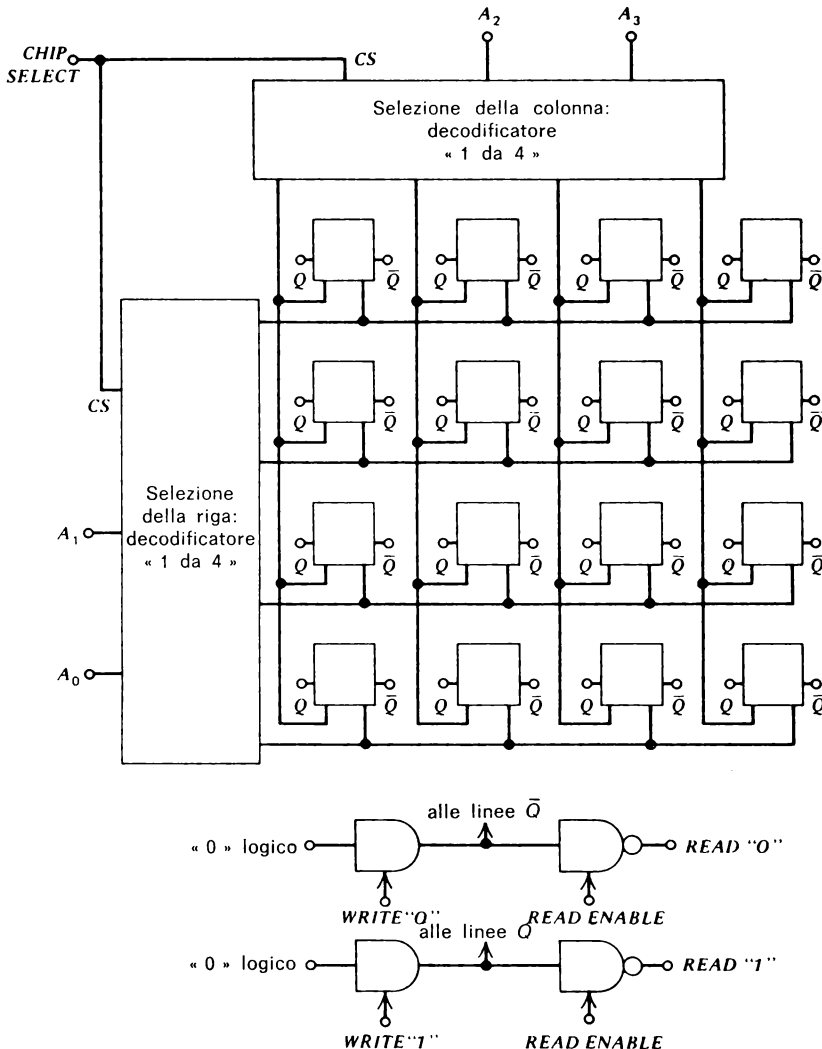 A₂ A₃
CHIP
SELECT
CS
Selezione della colonna:
decodificatore
« 1 da 4 »
Q Q̅ Q Q̅ Q Q̅ Q Q̅
CS
Q Q̅ Q Q̅ Q Q̅ Q Q̅
Selezione
della riga:
decodificatore
« 1 da 4 »
A₁
Q Q̅ Q Q̅ Q Q̅ Q Q̅
A₀
Q Q̅ Q Q̅ Q Q̅ Q Q̅
alle linee Q̅
« 0 » logico
READ “0”
WRITE “0”
READ ENABLE
alle linee Q
« 0 » logico
READ “1”
WRITE “1”
READ ENABLE